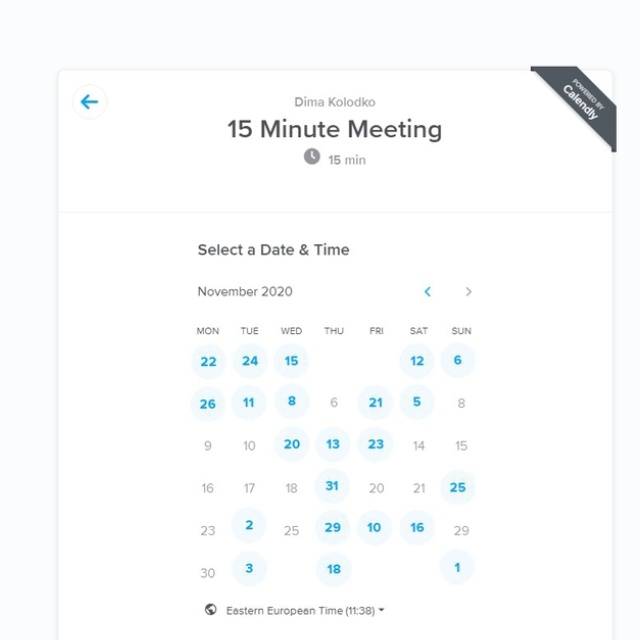 POWERED BY
Calendly
Dima Kolodko
15 Minute Meeting
15 min
Select a Date & Time
November 2020
MON TUE WED THU FRI SAT SUN
22 24 15 12 6
26 11 8 6 21 5 8
9 10 20 13 23 14 15
16 17 18 31 20 21 25
23 2 25 29 10 16 29
30 3 18 1
Eastern European Time (11:38)